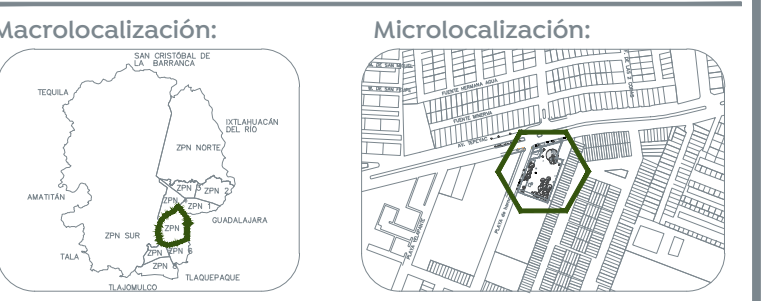 Macrolocalización:
Microlocalización:
SAN CRISTÓBAL DE
LA BARRANCA
TEQUILA
IXTLAHUACÁN
DEL RÍO
ZPN NORTE
ZPN 3
ZPN 2
ZPN
ZPN 1
AMATITÁN
GUADALAJARA
ZPN
ZPN SUR
ZPN
ZPN 6
TALA
ZPN
TLAQUEPAQUE
TLAJOMULCO
FUENTE HERMANA AGUA
FUENTE MINERVA
AV. TEPEYAC